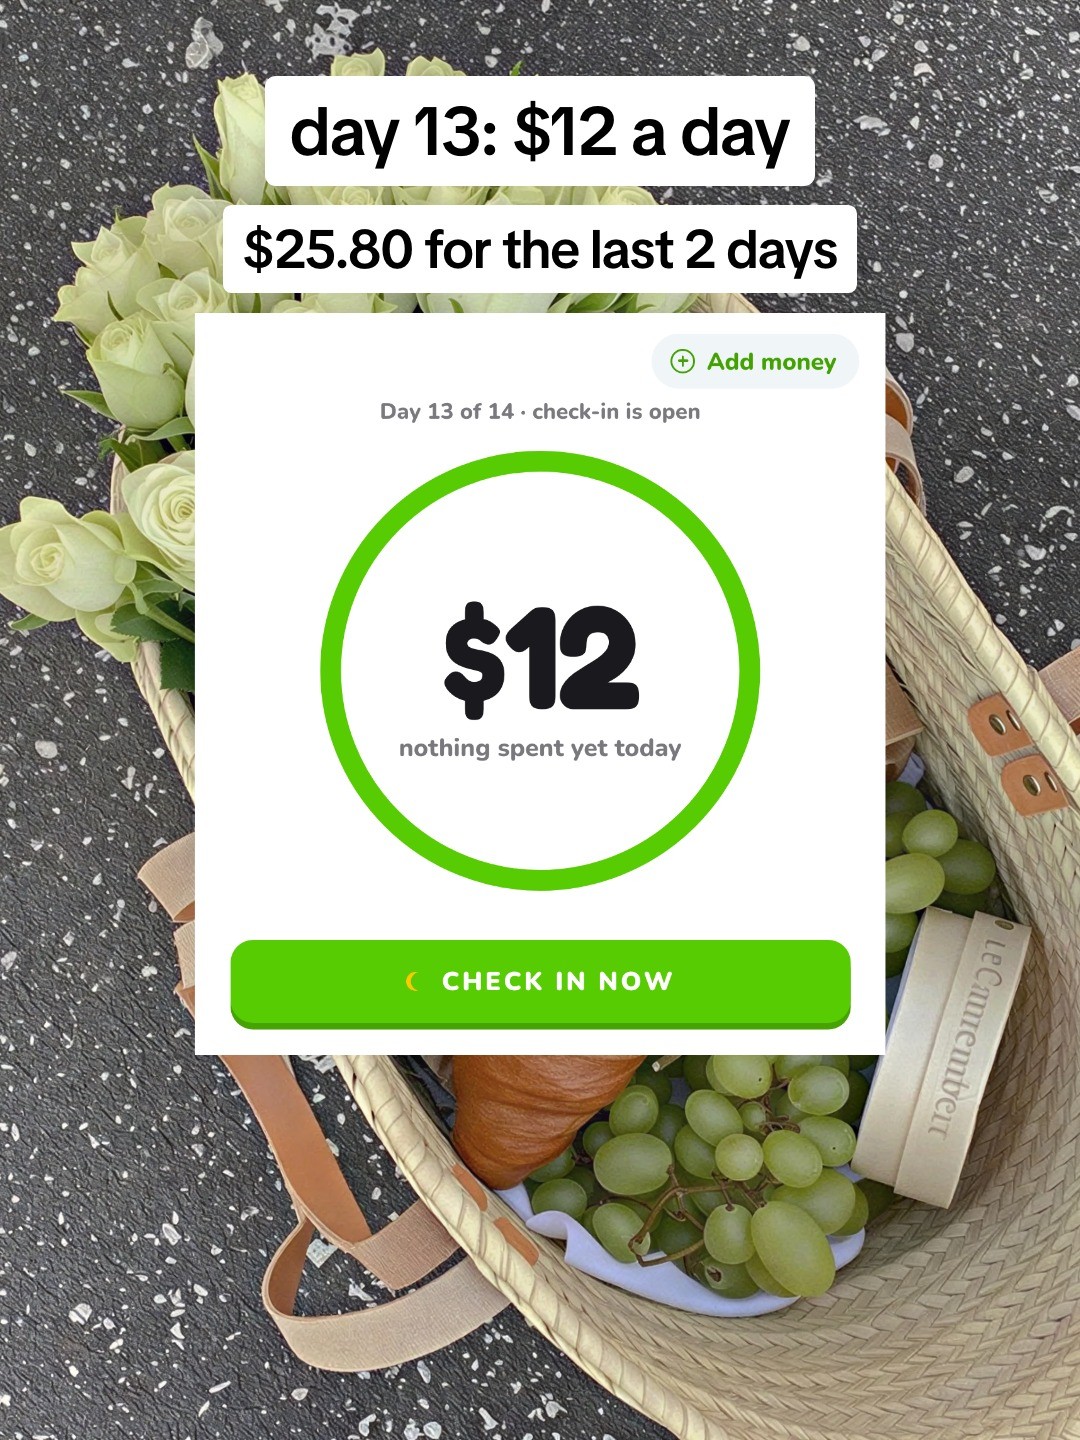 day 13: $12 a day
$25.80 for the last 2 days
Add money
Day 13 of 14 · check-in is open
$12
nothing spent yet today
CHECK IN NOW
LeCamembert